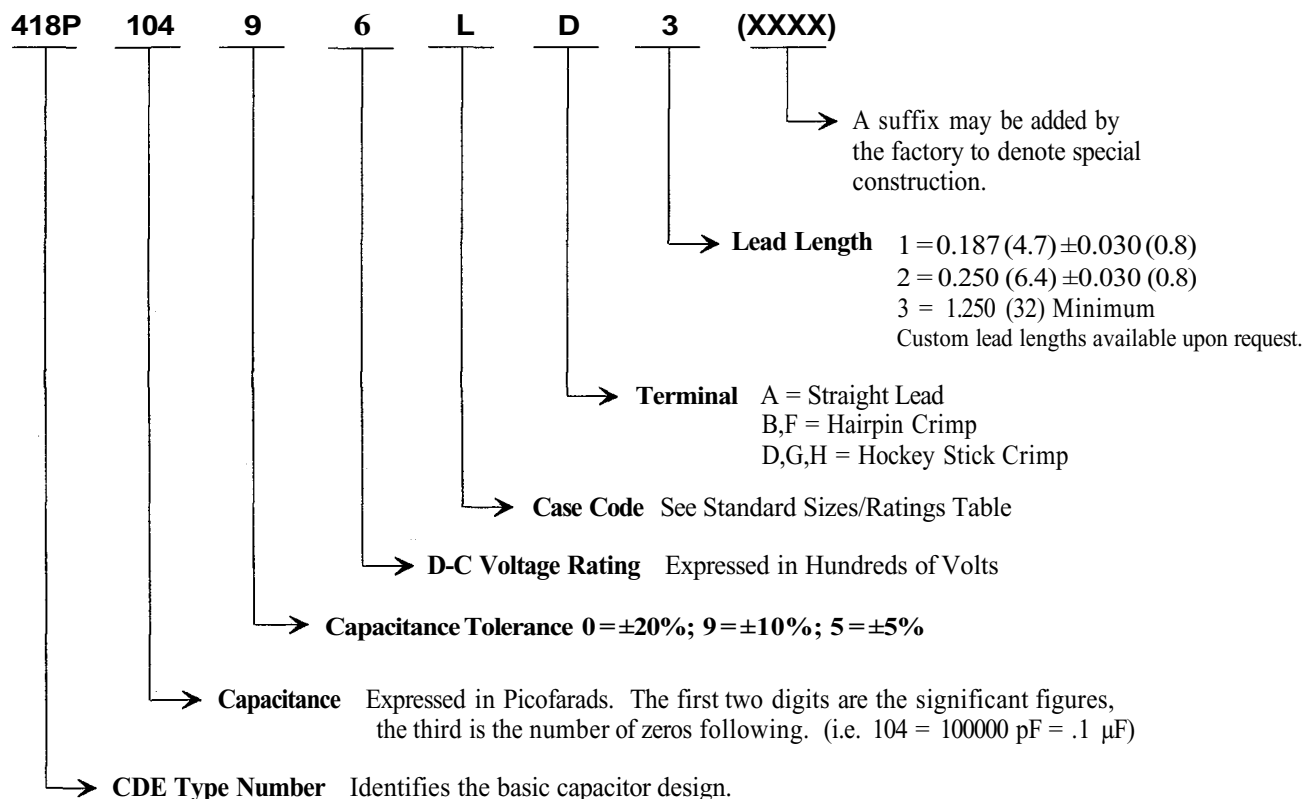 418P 104 9 6 L D 3 (XXXX)
A suffix may be added by
the factory to denote special
construction.
Lead Length 1 = 0.187 (4.7) ±0.030 (0.8)
2 = 0.250 (6.4) ±0.030 (0.8)
3 = 1.250 (32) Minimum
Custom lead lengths available upon request.
Terminal A = Straight Lead
B,F = Hairpin Crimp
D,G,H = Hockey Stick Crimp
Case Code See Standard Sizes/Ratings Table
D-C Voltage Rating Expressed in Hundreds of Volts
Capacitance Tolerance 0 = ±20%; 9 = ±10%; 5 = ±5%
Capacitance Expressed in Picofarads. The first two digits are the significant figures,
the third is the number of zeros following. (i.e. 104 = 100000 pF = .1 μF)
CDE Type Number Identifies the basic capacitor design.